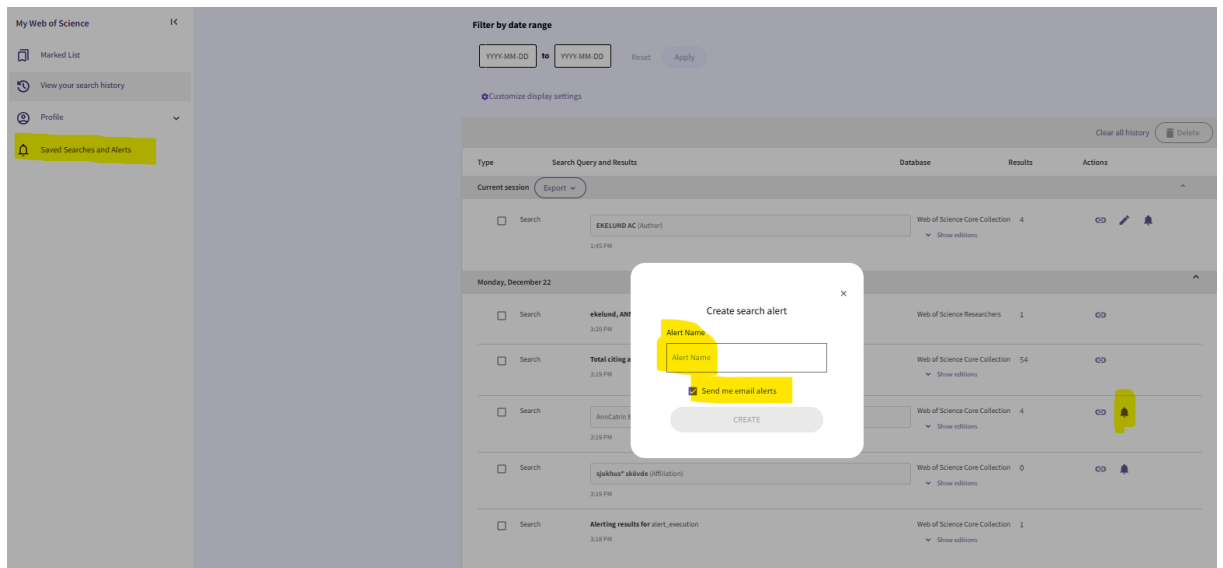 My Web of Science
Marked List
View your search history
Profile
Saved Searches and Alerts
Filter by date range
YYYY-MM-DD to YYYY-MM-DD Reset Apply
Customize display settings
Clear all history Delete
Type Search Query and Results Database Results Actions
Current session Export
Search EKELUND AC (Author) Web of Science Core Collection 4
Show editions
1:45 PM
Monday, December 22
Search ekelund, Web of Science Researchers 1
3:20 PM
Search Total citing Web of Science Core Collection 54
3:19 PM Show editions
Search AnnCatrin Web of Science Core Collection 4
Show editions
3:19 PM
Search sjukhus* skövde (Affiliation) Web of Science Core Collection 0
Show editions
3:19 PM
Search Alerting results for alert_execution Web of Science Core Collection 1
3:18 PM Show editions
Create search alert
Alert Name
Alert Name
Send me email alerts
CREATE